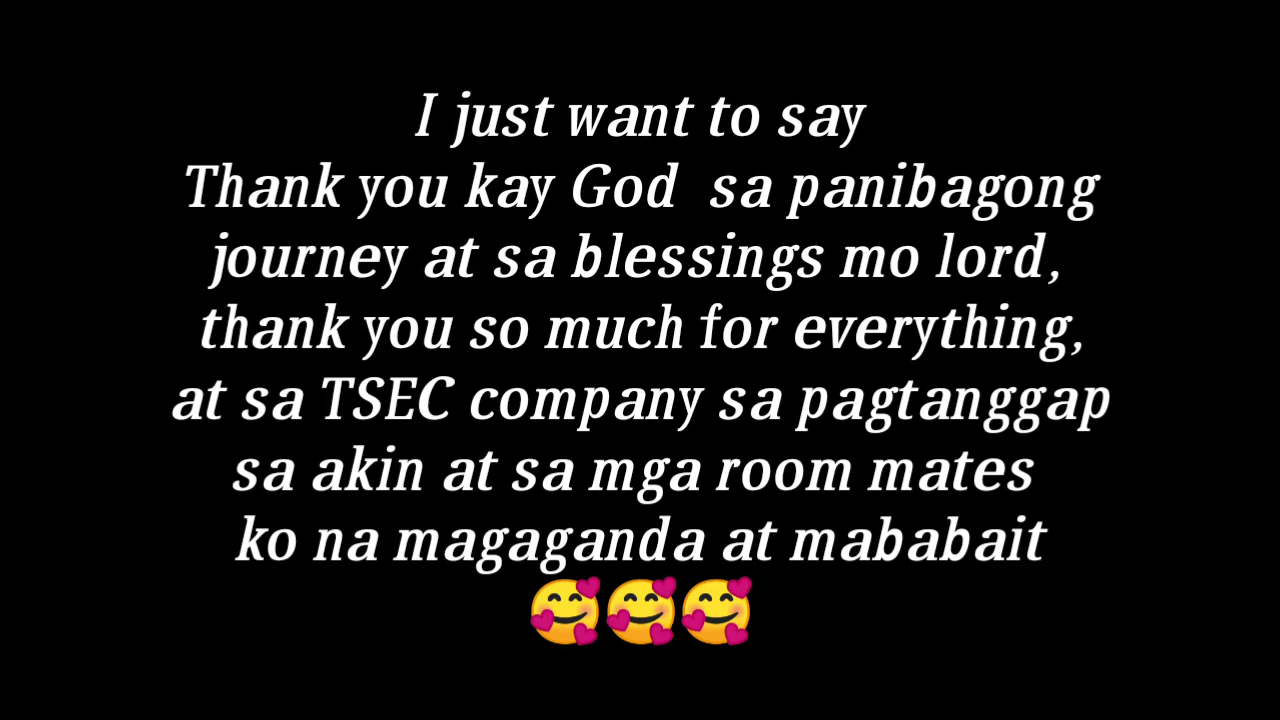 I just want to say
Thank you kay God sa panibagong
journey at sa blessings mo lord,
thank you so much for everything,
at sa TSEC company sa pagtanggap
sa akin at sa mga room mates
ko na magaganda at mababait
🥰🥰🥰